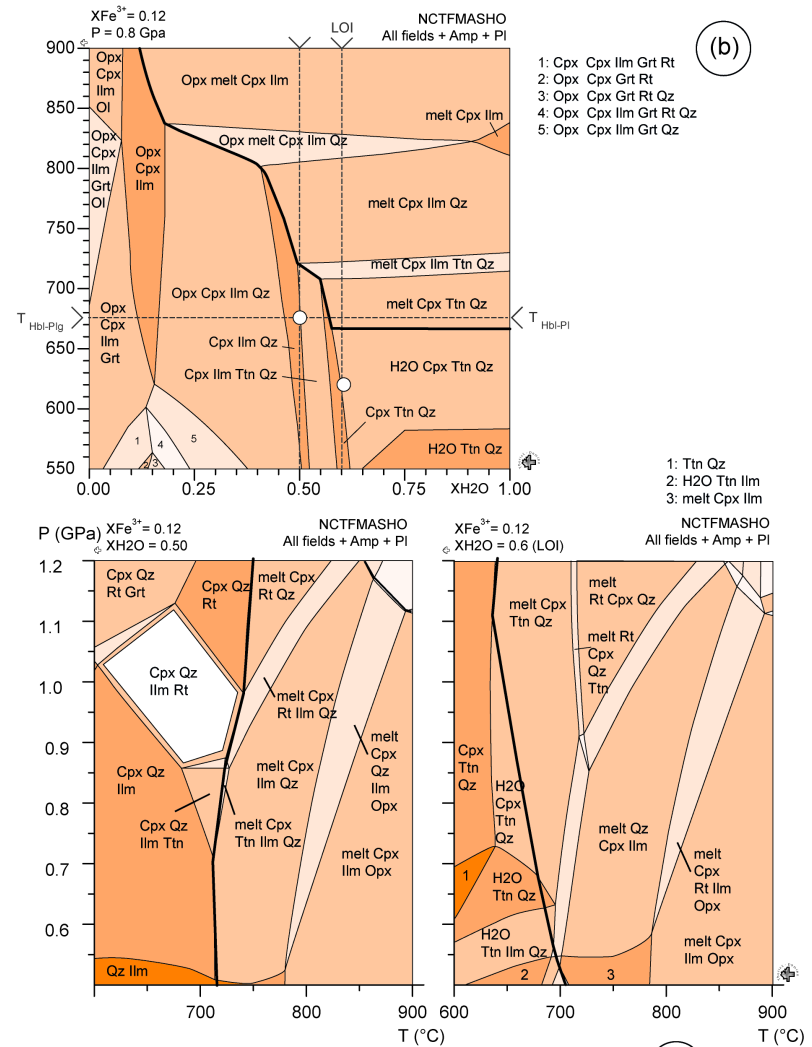 XFe³⁺= 0.12
P = 0.8 Gpa
LOI
NCTFMASHO
All fields + Amp + Pl
(b)
1: Cpx Cpx Ilm Grt Rt
2: Opx Cpx Grt Rt
3: Opx Cpx Grt Rt Qz
4: Opx Cpx Ilm Grt Rt Qz
5: Opx Cpx Ilm Grt Qz
900
850
800
750
700
650
600
550
Opx
Cpx
Ilm
Ol
Opx
Cpx
Ilm
Grt
Ol
Opx
Cpx
Ilm
Opx melt Cpx Ilm
melt Cpx Ilm
Opx melt Cpx Ilm Qz
melt Cpx Ilm Qz
melt Cpx Ilm Ttn Qz
Opx Cpx Ilm Qz
melt Cpx Ttn Qz
Opx
Cpx
Ilm
Grt
T Hbl-Plg
T Hbl-Pl
Cpx Ilm Qz
Cpx Ilm Ttn Qz
H2O Cpx Ttn Qz
Cpx Ttn Qz
H2O Ttn Qz
1
4
5
2
3
0.00
0.25
0.50
0.75
XH2O
1.00
1: Ttn Qz
2: H2O Ttn Ilm
3: melt Cpx Ilm
P (GPa)
XFe³⁺= 0.12
XH2O = 0.50
NCTFMASHO
All fields + Amp + Pl
1.2
1.1
1.0
0.9
0.8
0.7
0.6
Cpx Qz
Rt Grt
Cpx Qz
Rt
melt Cpx
Rt Qz
Cpx Qz
Ilm Rt
melt Cpx
Rt Ilm Qz
Cpx Qz
Ilm
melt Cpx
Ilm Qz
melt
Cpx
Qz
Ilm
Opx
Cpx Qz
Ilm Ttn
melt Cpx
Ttn Ilm Qz
melt Cpx
Ilm Opx
Qz Ilm
700
800
900
T (°C)
XFe³⁺= 0.12
XH2O = 0.6 (LOI)
NCTFMASHO
All fields + Amp + Pl
melt Cpx
Ttn Qz
melt
Rt Cpx Qz
melt Rt
Cpx
Qz
Ttn
Cpx
Ttn
Qz
H2O
Cpx
Ttn
Qz
melt Qz
Cpx Ilm
1
H2O
Ttn Qz
melt
Cpx
Rt Ilm
Opx
H2O
Ttn Ilm Qz
melt Cpx
Ilm Opx
2
3
600
700
800
900
T (°C)